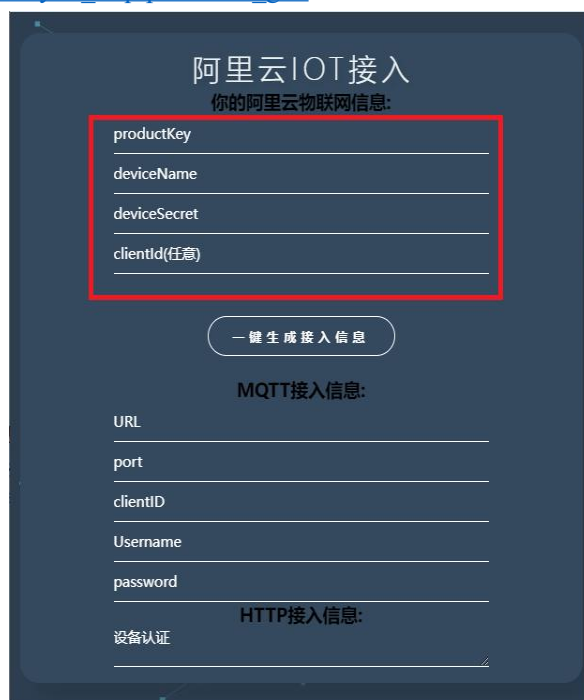 阿里云IOT接入
你的阿里云物联网信息:
productKey
deviceName
deviceSecret
clientId(任意)
一键生成接入信息
MQTT接入信息:
URL
port
clientID
Username
password
HTTP接入信息:
设备认证